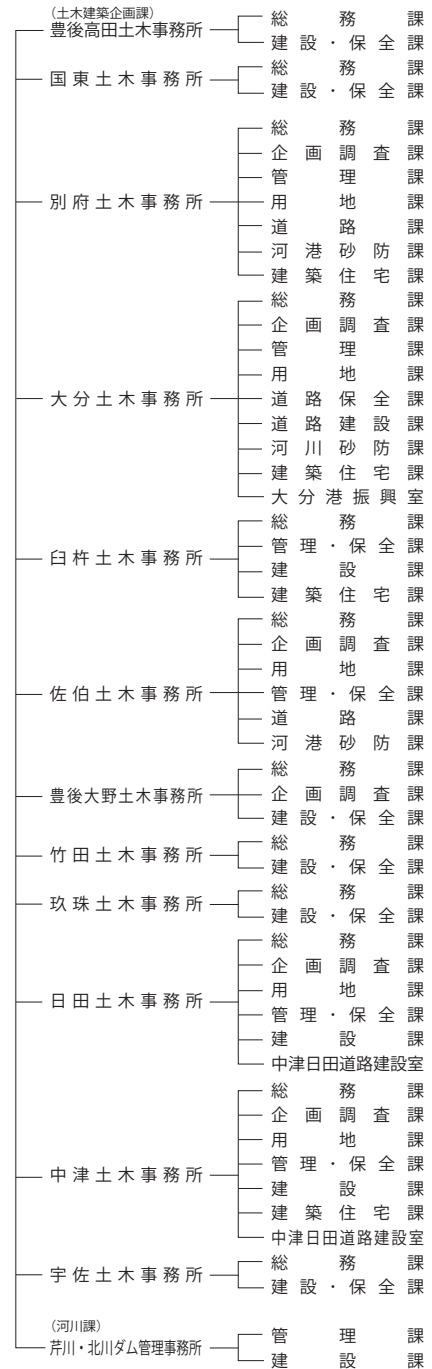 (土木建築企画課)
豊後高田土木事務所
総務課
建設・保全課
国東土木事務所
総務課
建設・保全課
別府土木事務所
総務課
企画調査課
管理課
用地課
道路課
河港砂防課
建築住宅課
大分土木事務所
総務課
企画調査課
管理課
用地課
道路保全課
道路建設課
河川砂防課
建築住宅課
大分港振興室
臼杵土木事務所
総務課
管理・保全課
建設課
建築住宅課
佐伯土木事務所
総務課
企画調査課
用地課
管理・保全課
道路課
河港砂防課
豊後大野土木事務所
総務課
企画調査課
建設・保全課
竹田土木事務所
総務課
建設・保全課
玖珠土木事務所
総務課
建設・保全課
日田土木事務所
総務課
企画調査課
用地課
管理・保全課
建設課
中津日田道路建設室
中津土木事務所
総務課
企画調査課
用地課
管理・保全課
建設課
建築住宅課
中津日田道路建設室
宇佐土木事務所
総務課
建設・保全課
(河川課)
芹川・北川ダム管理事務所
管理課
建設課